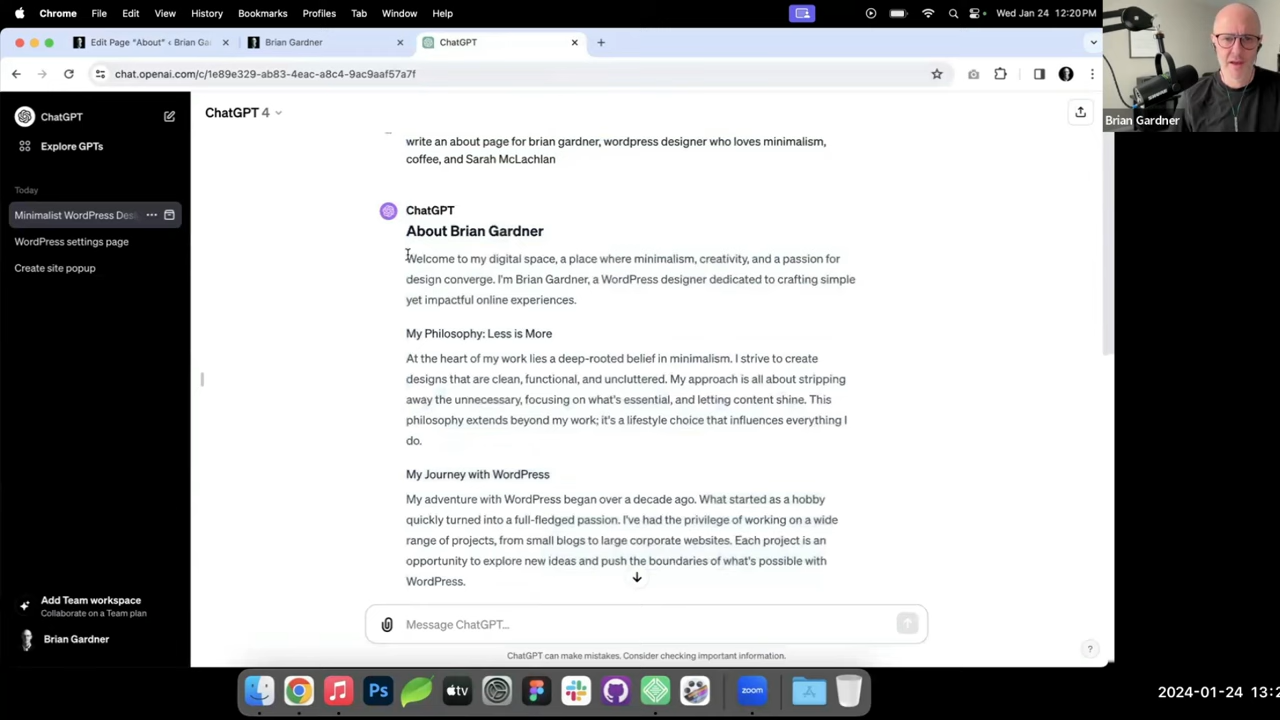 Chrome File Edit View History Bookmarks Profiles Tab Window Help
Wed Jan 24 12:20 PM
Edit Page "About" ‹ Brian Ga
Brian Gardner
ChatGPT
chat.openai.com/c/1e89e329-ab83-4eac-a8c4-9ac9aaf57a7f
Brian Gardner
ChatGPT
ChatGPT 4
Explore GPTs
Today
Minimalist WordPress Des
WordPress settings page
Create site popup
write an about page for brian gardner, wordpress designer who loves minimalism,
coffee, and Sarah McLachlan
ChatGPT
About Brian Gardner
Welcome to my digital space, a place where minimalism, creativity, and a passion for
design converge. I'm Brian Gardner, a WordPress designer dedicated to crafting simple
yet impactful online experiences.
My Philosophy: Less is More
At the heart of my work lies a deep-rooted belief in minimalism. I strive to create
designs that are clean, functional, and uncluttered. My approach is all about stripping
away the unnecessary, focusing on what's essential, and letting content shine. This
philosophy extends beyond my work; it's a lifestyle choice that influences everything I
do.
My Journey with WordPress
My adventure with WordPress began over a decade ago. What started as a hobby
quickly turned into a full-fledged passion. I've had the privilege of working on a wide
range of projects, from small blogs to large corporate websites. Each project is an
opportunity to explore new ideas and push the boundaries of what's possible with
WordPress.
Add Team workspace
Collaborate on a Team plan
Brian Gardner
Message ChatGPT...
ChatGPT can make mistakes. Consider checking important information.
?
Ps
tv
zoom
2024-01-24 13:2